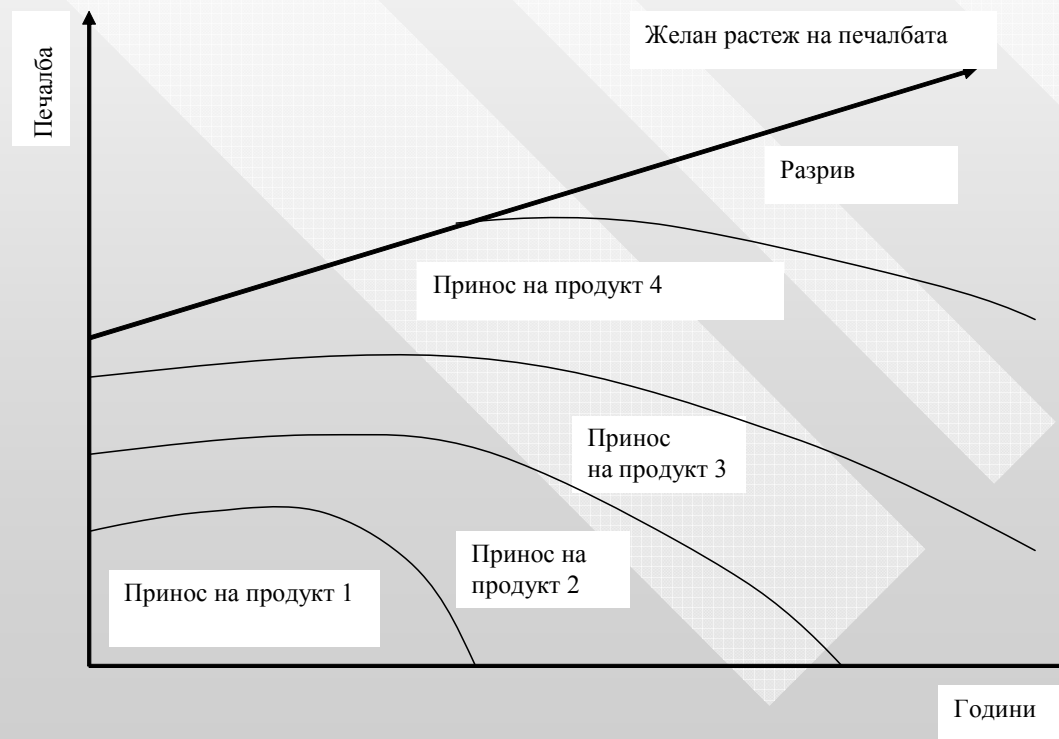 Печалба
Желан растеж на печалбата
Разрив
Принос на продукт 4
Принос
на продукт 3
Принос на
продукт 2
Принос на продукт 1
Години